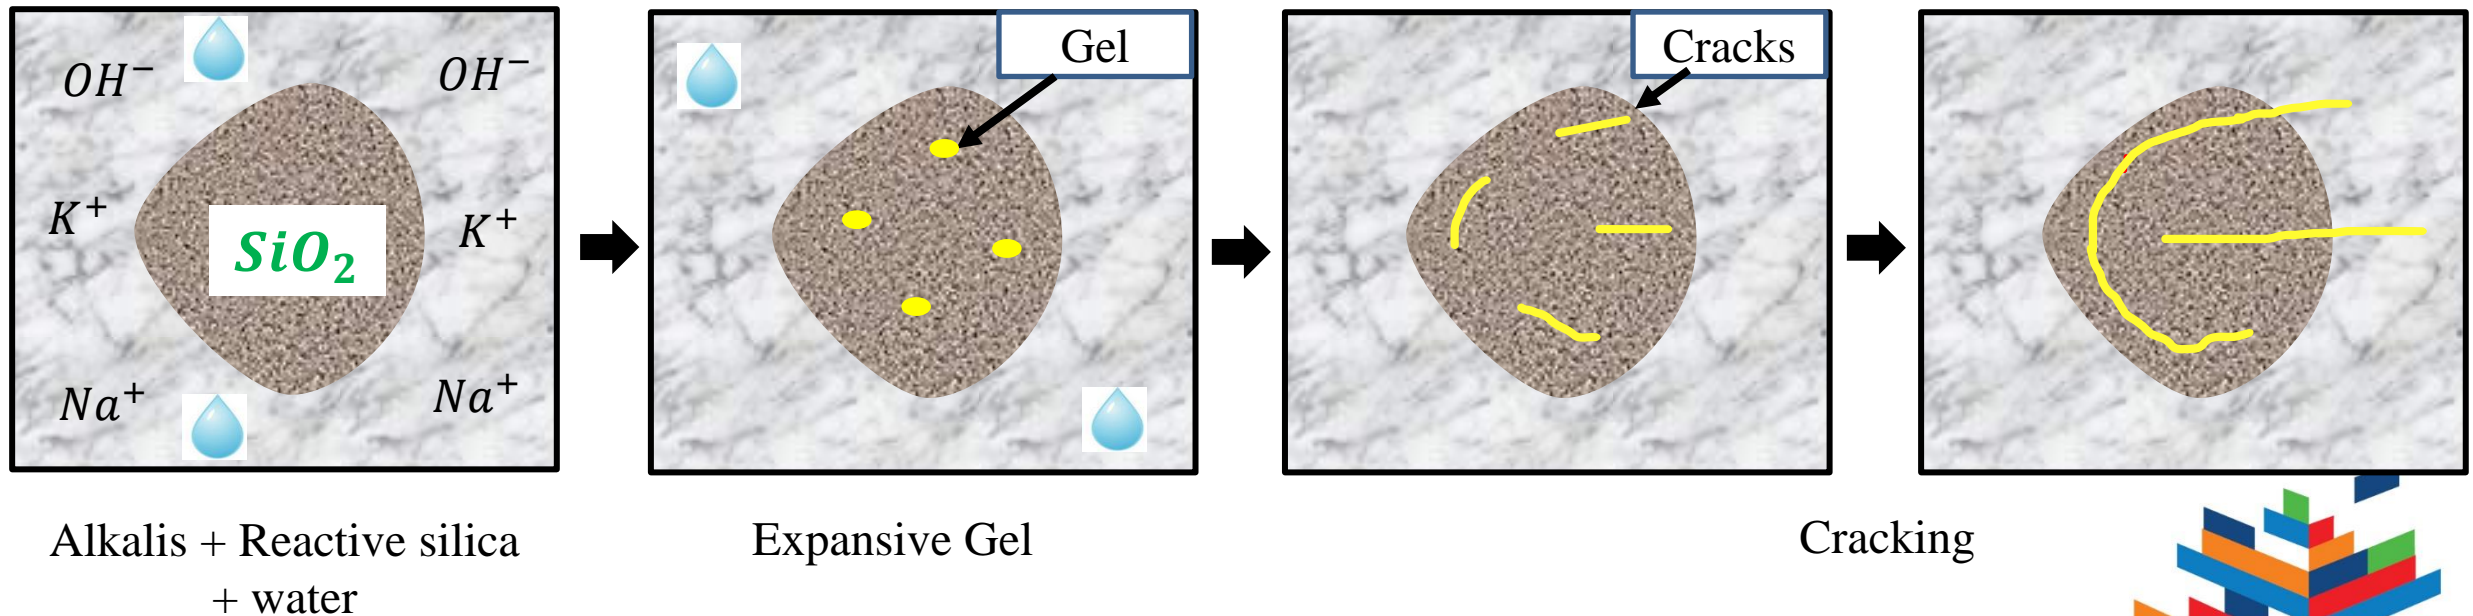 OH⁻ OH⁻
K⁺ K⁺
SiO₂
Na⁺ Na⁺
Gel
Cracks
Alkalis + Reactive silica
+ water
Expansive Gel
Cracking